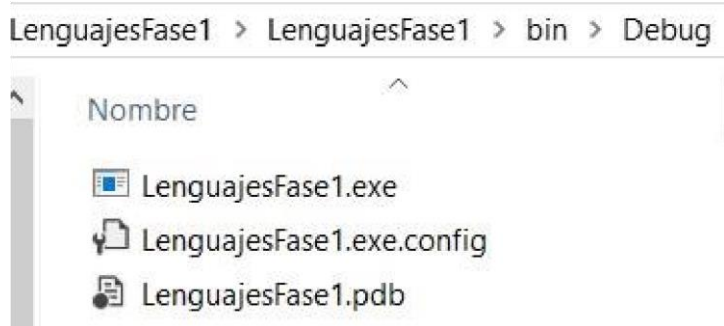 LenguajesFase1 > LenguajesFase1 > bin > Debug
Nombre
LenguajesFase1.exe
LenguajesFase1.exe.config
LenguajesFase1.pdb